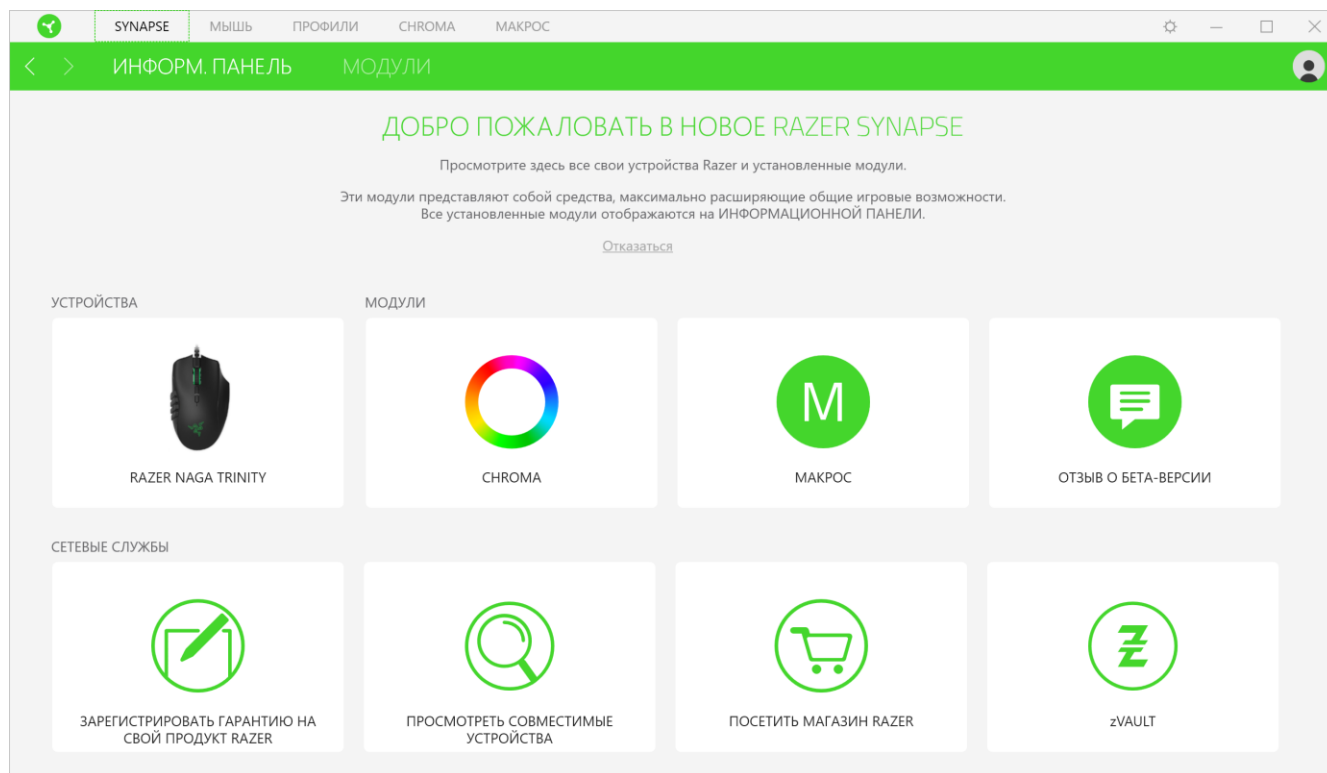 SYNAPSE МЫШЬ ПРОФИЛИ CHROMA МАКРОС
ИНФОРМ. ПАНЕЛЬ МОДУЛИ
ДОБРО ПОЖАЛОВАТЬ В НОВОЕ RAZER SYNAPSE
Просмотрите здесь все свои устройства Razer и установленные модули.
Эти модули представляют собой средства, максимально расширяющие общие игровые возможности.
Все установленные модули отображаются на ИНФОРМАЦИОННОЙ ПАНЕЛИ.
Отказаться
УСТРОЙСТВА МОДУЛИ
M
RAZER NAGA TRINITY CHROMA МАКРОС ОТЗЫВ О БЕТА-ВЕРСИИ
СЕТЕВЫЕ СЛУЖБЫ
ЗАРЕГИСТРИРОВАТЬ ГАРАНТИЮ НА
СВОЙ ПРОДУКТ RAZER
ПРОСМОТРЕТЬ СОВМЕСТИМЫЕ
УСТРОЙСТВА
ПОСЕТИТЬ МАГАЗИН RAZER
zVAULT